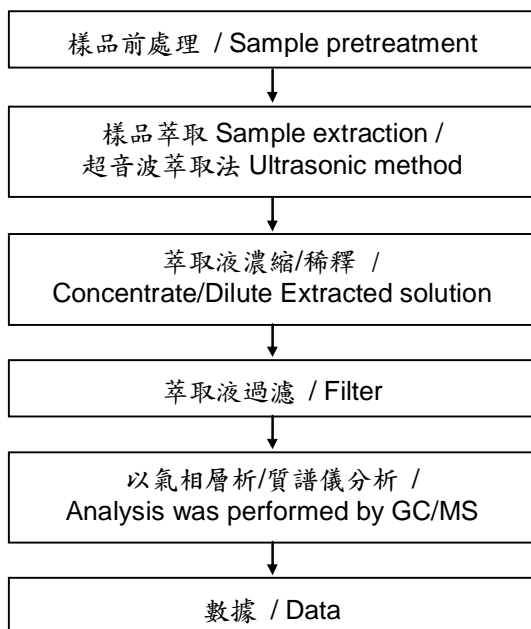 樣品前處理 / Sample pretreatment
樣品萃取 Sample extraction /
超音波萃取法 Ultrasonic method
萃取液濃縮/稀釋 /
Concentrate/Dilute Extracted solution
萃取液過濾 / Filter
以氣相層析/質譜儀分析 /
Analysis was performed by GC/MS
數據 / Data